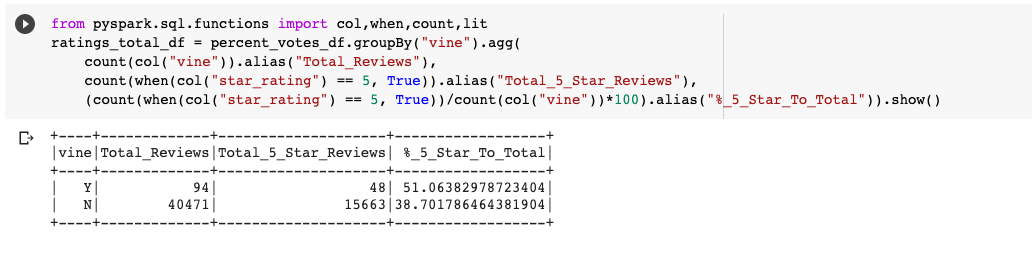 from pyspark.sql.functions import col,when,count,lit
ratings_total_df = percent_votes_df.groupBy("vine").agg(
    count(col("vine")).alias("Total_Reviews"),
    count(when(col("star_rating") == 5, True)).alias("Total_5_Star_Reviews"),
    (count(when(col("star_rating") == 5, True))/count(col("vine"))*100).alias("%_5_Star_To_Total")).show()
+----+-------------+--------------------+------------------+
|vine|Total_Reviews|Total_5_Star_Reviews| %_5_Star_To_Total|
+----+-------------+--------------------+------------------+
|   Y|           94|                  48| 51.06382978723404|
|   N|        40471|               15663|38.701786464381904|
+----+-------------+--------------------+------------------+